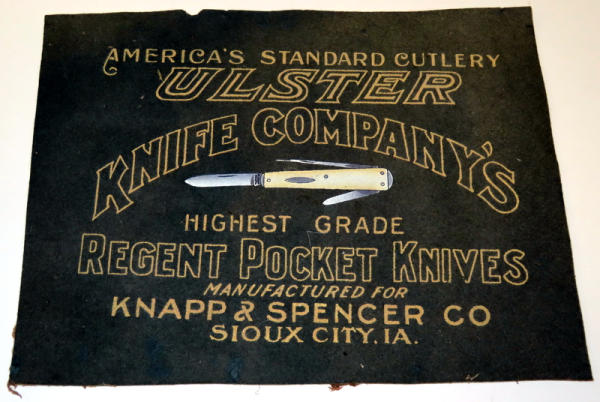 AMERICA'S STANDARD CUTLERY
ULSTER
KNIFE COMPANY'S
HIGHEST GRADE
REGENT POCKET KNIVES
MANUFACTURED FOR
KNAPP & SPENCER CO
SIOUX CITY. IA.